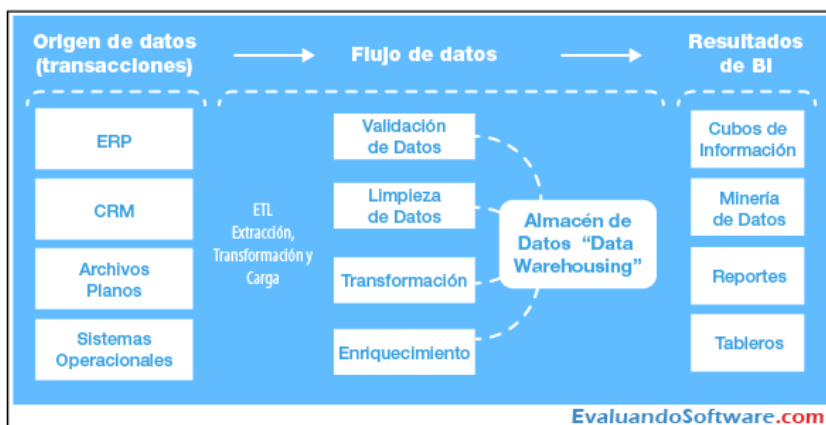 Origen de datos
(transacciones)
Flujo de datos
Resultados
de BI
ERP
CRM
Archivos
Planos
Sistemas
Operacionales
ETL
Extracción,
Transformación y
Carga
Validación
de Datos
Limpieza
de Datos
Transformación
Enriquecimiento
Almacén de
Datos “Data
Warehousing”
Cubos de
Información
Minería
de Datos
Reportes
Tableros
EvaluandoSoftware.com